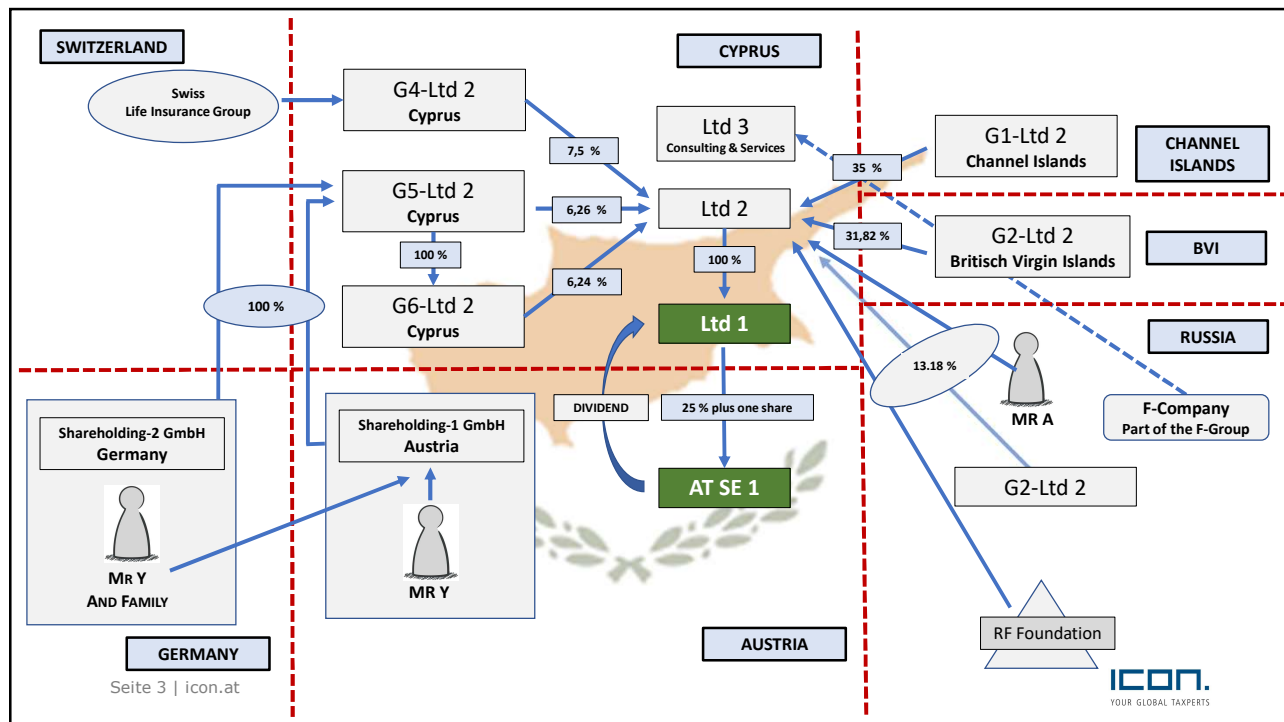 SWITZERLAND
CYPRUS
Swiss
Life Insurance Group
G4-Ltd 2
Cyprus
Ltd 3
Consulting & Services
G1-Ltd 2
Channel Islands
CHANNEL
ISLANDS
7,5 %
35 %
G5-Ltd 2
Cyprus
6,26 %
Ltd 2
31,82 %
G2-Ltd 2
Britisch Virgin Islands
BVI
100 %
100 %
6,24 %
100 %
G6-Ltd 2
Cyprus
Ltd 1
RUSSIA
13.18 %
MR A
F-Company
Part of the F-Group
DIVIDEND
25 % plus one share
Shareholding-2 GmbH
Germany
Shareholding-1 GmbH
Austria
AT SE 1
G2-Ltd 2
MR Y
AND FAMILY
MR Y
RF Foundation
GERMANY
AUSTRIA
Seite 3 | icon.at
ICON.
YOUR GLOBAL TAXPERTS